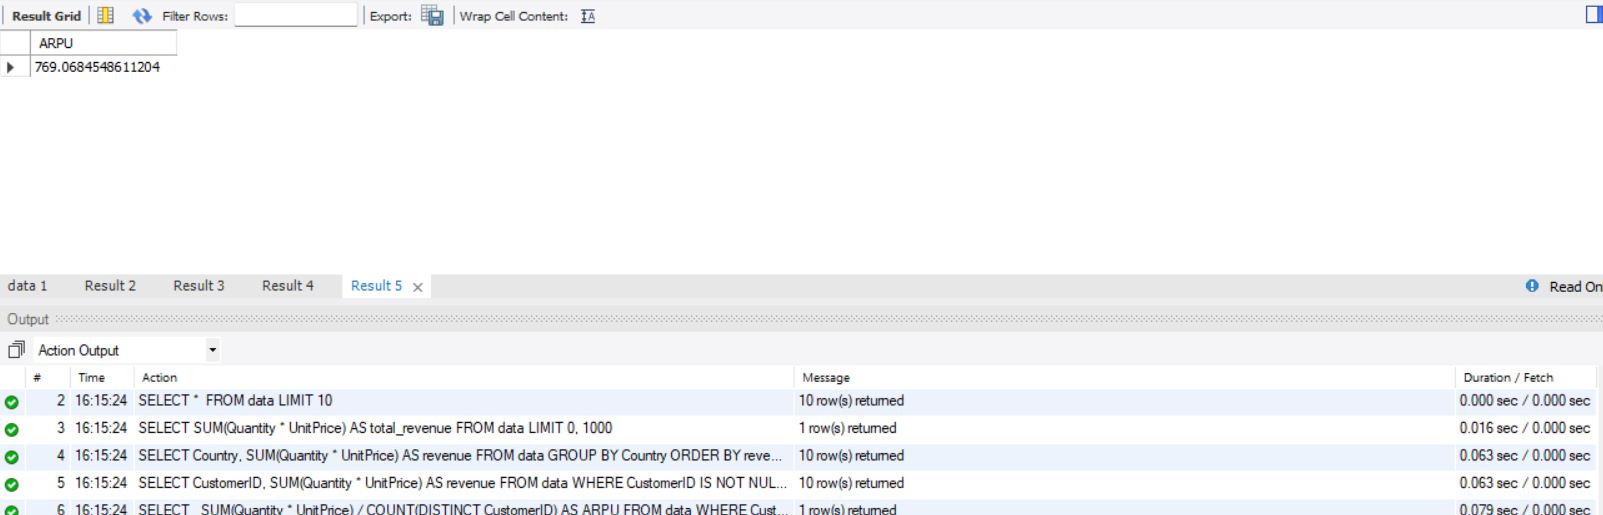 Result Grid Filter Rows: Export: Wrap Cell Content: IA
ARPU
769.0684548611204
data 1 Result 2 Result 3 Result 4 Result 5 ×
Read On
Output
Action Output
# Time Action Message Duration / Fetch
2 16:15:24 SELECT * FROM data LIMIT 10 10 row(s) returned 0.000 sec / 0.000 sec
3 16:15:24 SELECT SUM(Quantity * UnitPrice) AS total_revenue FROM data LIMIT 0, 1000 1 row(s) returned 0.016 sec / 0.000 sec
4 16:15:24 SELECT Country, SUM(Quantity * UnitPrice) AS revenue FROM data GROUP BY Country ORDER BY reve... 10 row(s) returned 0.063 sec / 0.000 sec
5 16:15:24 SELECT CustomerID, SUM(Quantity * UnitPrice) AS revenue FROM data WHERE CustomerID IS NOT NUL... 10 row(s) returned 0.063 sec / 0.000 sec
6 16:15:24 SELECT SUM(Quantity * UnitPrice) / COUNT(DISTINCT CustomerID) AS ARPU FROM data WHERE Cust... 1 row(s) returned 0.079 sec / 0.000 sec